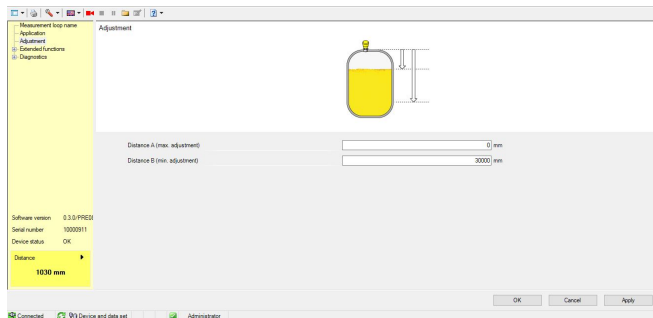 Measurement loop name
Application
Adjustment
Extended functions
Diagnostics
Adjustment
Distance A (max. adjustment) 0 mm
Distance B (min. adjustment) 30000 mm
Software version 0.3.0/PRE0
Serial number 10000911
Device status OK
Distance
1030 mm
OK Cancel Apply
Connected Device and data set Administrator